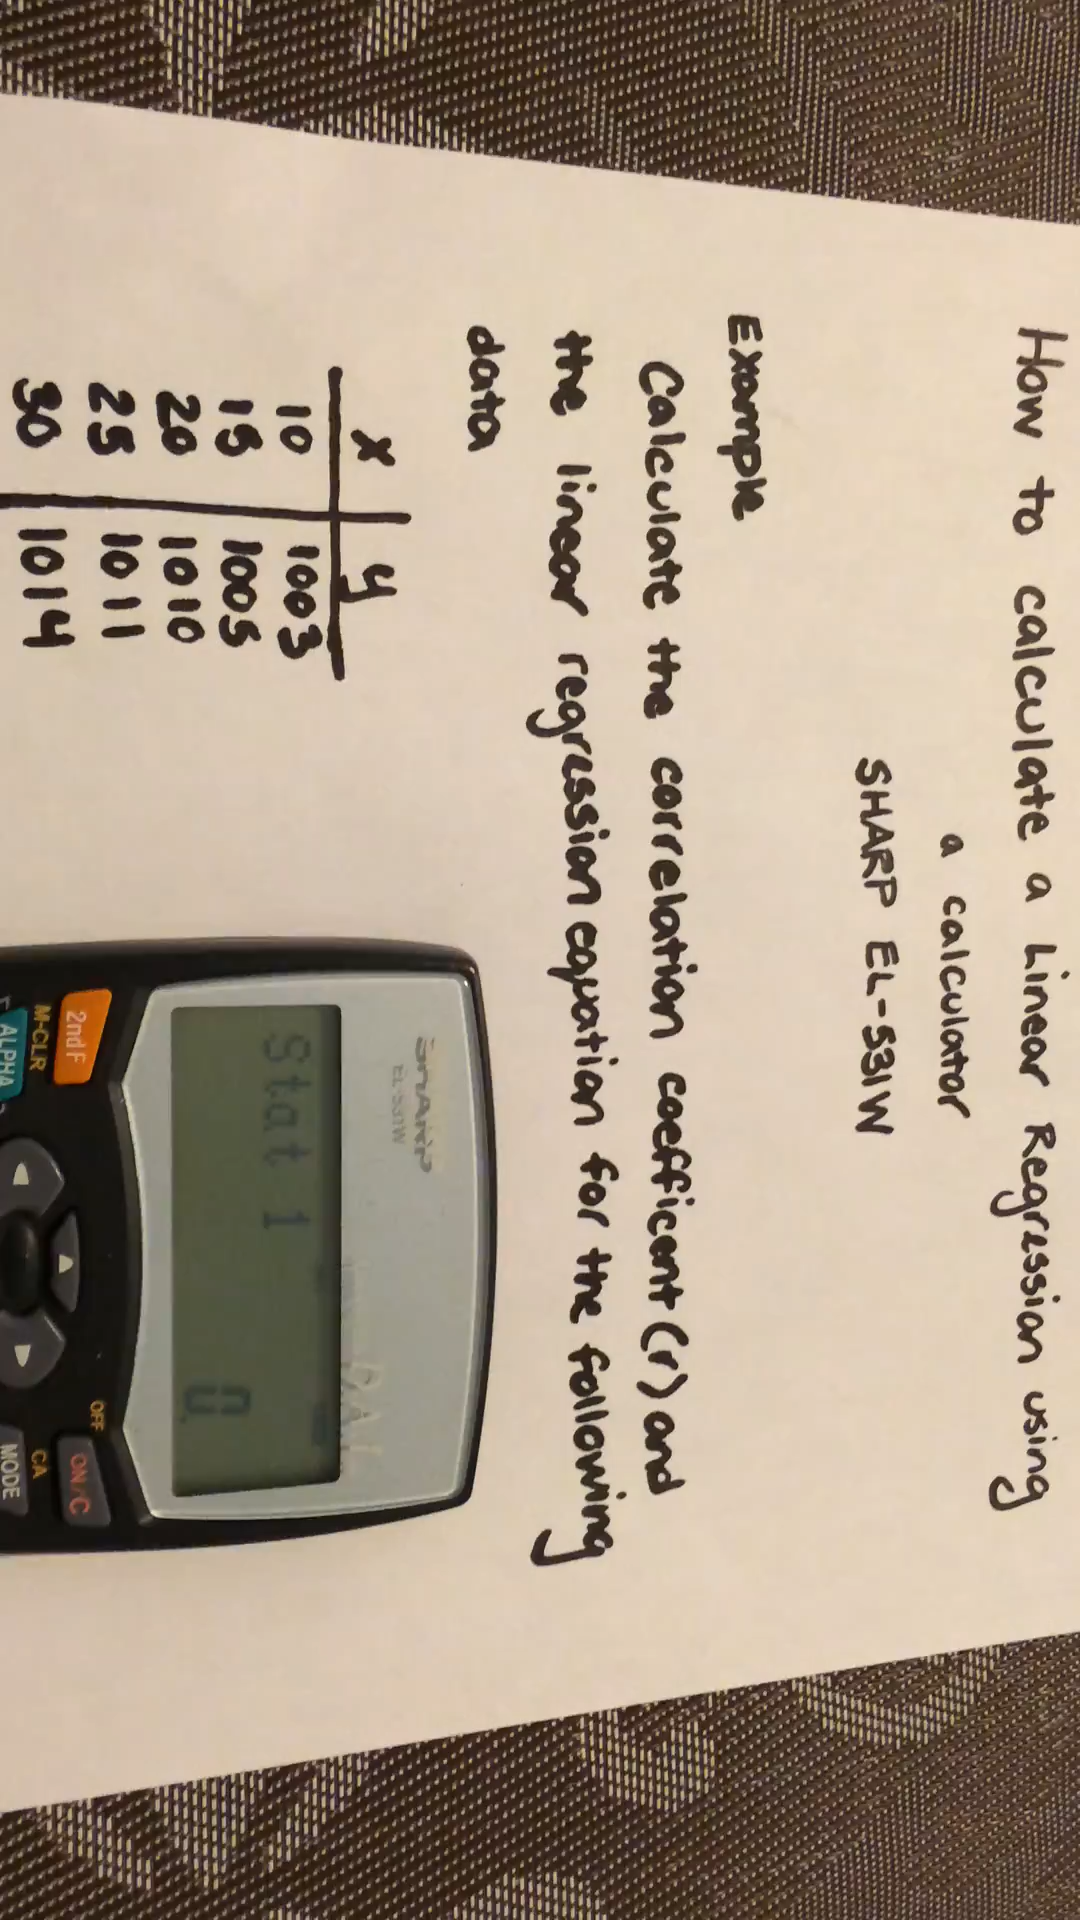 How to calculate a Linear Regression using
a calculator
SHARP EL-531W
Example
Calculate the correlation coefficent (r) and
the linear regression equation for the following
data
x y
10 1003
15 1005
20 1010
25 1011
30 1014
SHARP
EL-531W
Stat 1
0.
2ndF
M-CLR
ALPHA
OFF
ON/C
CA
MODE